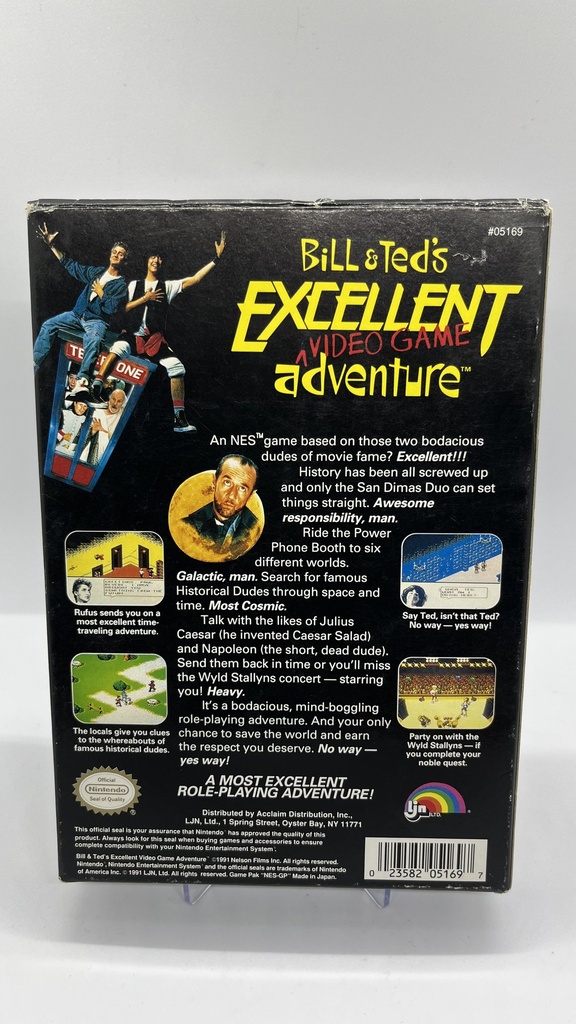 #05169
Bill & Ted's
EXCELLENT
VIDEO GAME
adventure™
TELE ONE
An NES™ game based on those two bodacious
dudes of movie fame? Excellent!!!
History has been all screwed up
and only the San Dimas Duo can set
things straight. Awesome
responsibility, man.
Ride the Power
Phone Booth to six
different worlds.
Galactic, man. Search for famous
Historical Dudes through space and
time. Most Cosmic.
Talk with the likes of Julius
Caesar (he invented Caesar Salad)
and Napoleon (the short, dead dude).
Send them back in time or you'll miss
the Wyld Stallyns concert — starring
you! Heavy.
It's a bodacious, mind-boggling
role-playing adventure. And your only
chance to save the world and earn
the respect you deserve. No way —
yes way!
Rufus sends you on a
most excellent time-
traveling adventure.
The locals give you clues
to the whereabouts of
famous historical dudes.
Say Ted, isn't that Ted?
No way — yes way!
Party on with the
Wyld Stallyns — if
you complete your
noble quest.
A MOST EXCELLENT
ROLE-PLAYING ADVENTURE!
Official
Nintendo
Seal of Quality
Distributed by Acclaim Distribution, Inc.,
LJN, Ltd., 1 Spring Street, Oyster Bay, NY 11771
LJN LTD.
This official seal is your assurance that Nintendo® has approved the quality of this
product. Always look for this seal when buying games and accessories to ensure
complete compatibility with your Nintendo Entertainment System®.
Bill & Ted's Excellent Video Game Adventure™ ©1991 Nelson Films Inc. All rights reserved.
Nintendo®, Nintendo Entertainment System® and the official seals are trademarks of Nintendo
of America Inc. © 1991 LJN, Ltd. All rights reserved. Game Pak "NES-GP" Made in Japan.
0 23582 05169 7